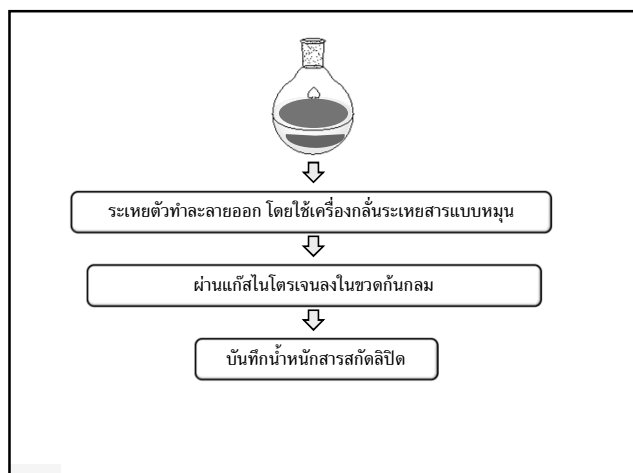 ระเหยตัวทำละลายออก โดยใช้เครื่องกลั่นระเหยสารแบบหมุน
ผ่านแก๊สไนโตรเจนลงในขวดก้นกลม
บันทึกน้ำหนักสารสกัดลิปิด